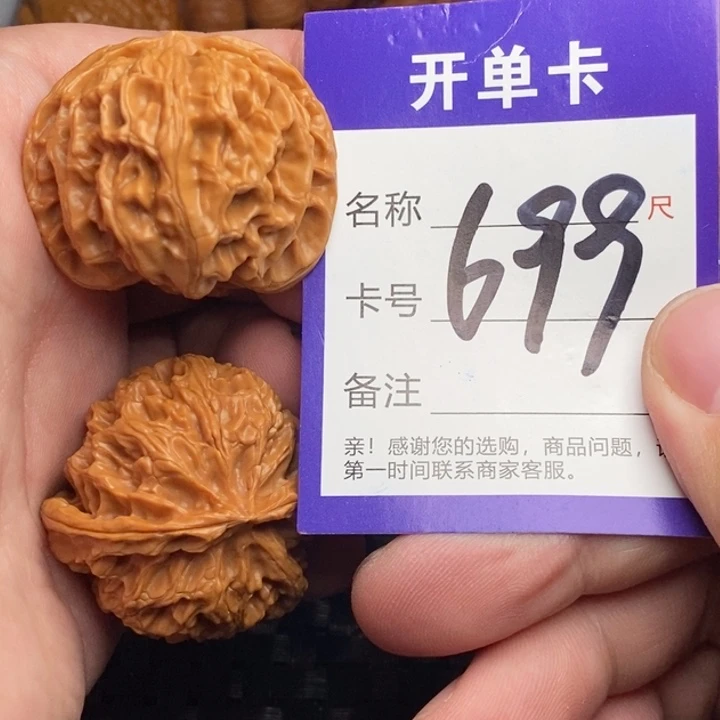 开单卡
名称 699 尺
卡号
备注
亲！感谢您的选购，商品问题，
第一时间联系商家客服。